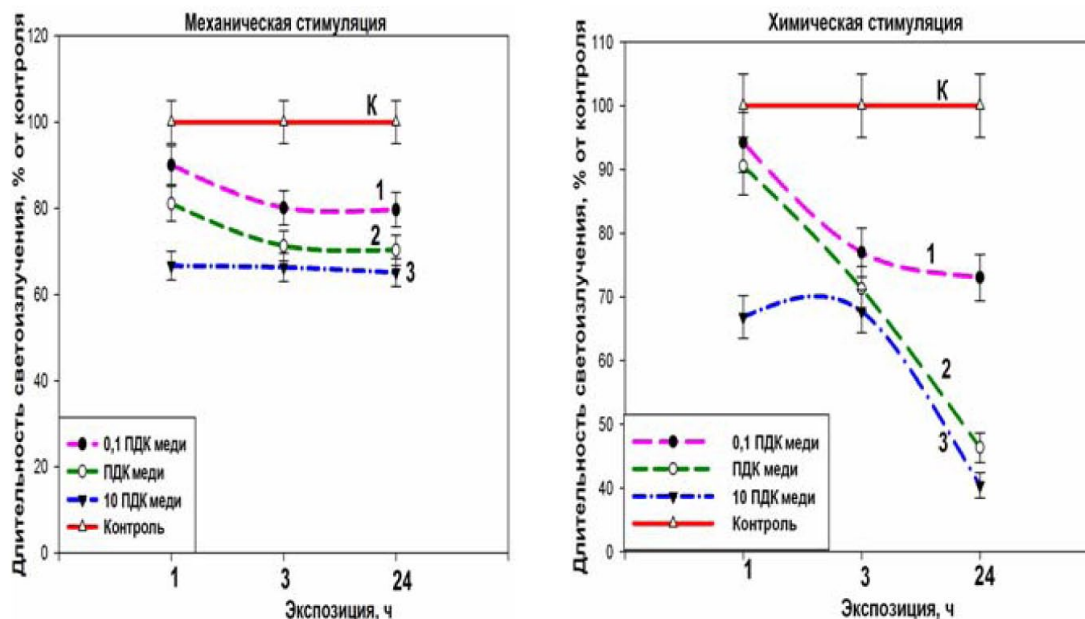 Механическая стимуляция
Длительность светоизлучения, % от контроля
120
100
80
60
40
20
0
К
1
2
3
0,1 ПДК меди
ПДК меди
10 ПДК меди
Контроль
1 3 24
Экспозиция, ч
Химическая стимуляция
Длительность светоизлучения, % от контроля
110
100
90
80
70
60
50
40
0
К
1
2
3
0,1 ПДК меди
ПДК меди
10 ПДК меди
Контроль
1 3 24
Экспозиция, ч